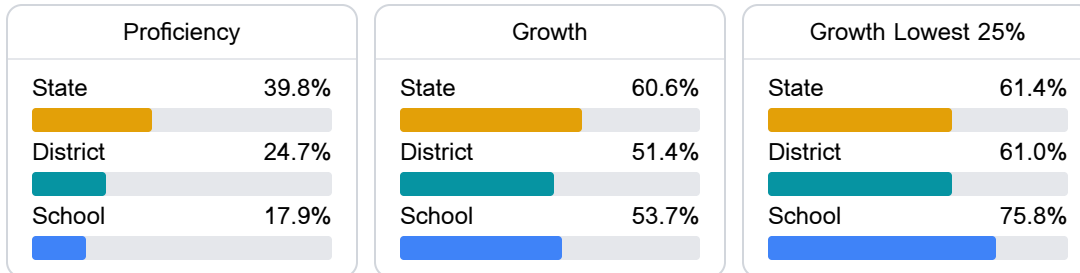 Proficiency
State 39.8%
District 24.7%
School 17.9%
Growth
State 60.6%
District 51.4%
School 53.7%
Growth Lowest 25%
State 61.4%
District 61.0%
School 75.8%